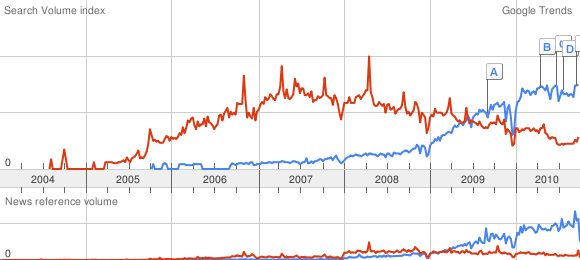 Search Volume index Google Trends
A B D
0
2004 2005 2006 2007 2008 2009 2010
News reference volume
0